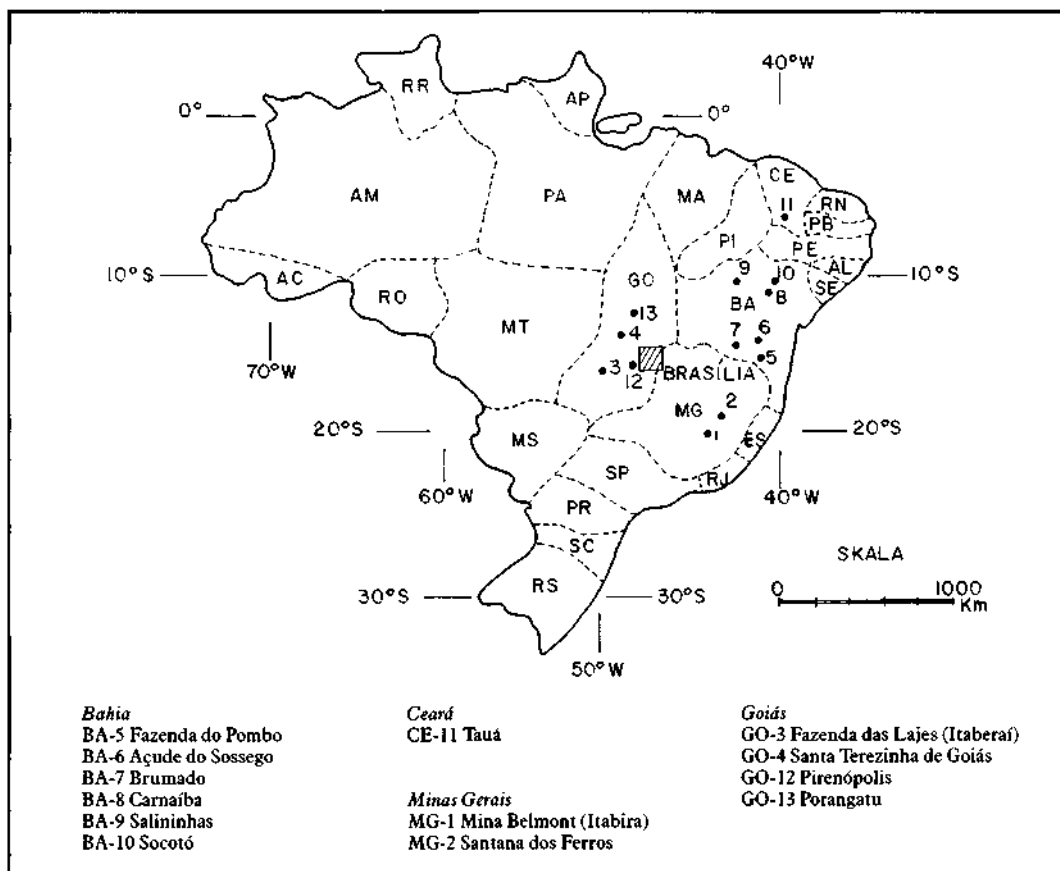 40°W
RR
AP
0°
0°
CE
AM
PA
MA
11
RN
PB
PI
PE
10°S
AC
GO
9
10
AL
10°S
RO
BA
8
SE
13
MT
4
7
6
3
12
BRASÍLIA
5
70°W
MG
2
20°S
MS
1
ES
20°S
SP
RJ
60°W
40°W
PR
SC
SKALA
RS
30°S
30°S
0
1000
Km
50°W
Bahia
BA-5 Fazenda do Pombo
BA-6 Açude do Sossego
BA-7 Brumado
BA-8 Carnaíba
BA-9 Salininhas
BA-10 Socotó
Ceará
CE-11 Tauá
Minas Gerais
MG-1 Mina Belmont (Itabira)
MG-2 Santana dos Ferros
Goiás
GO-3 Fazenda das Lajes (Itaberaí)
GO-4 Santa Terezinha de Goiás
GO-12 Pirenópolis
GO-13 Porangatu